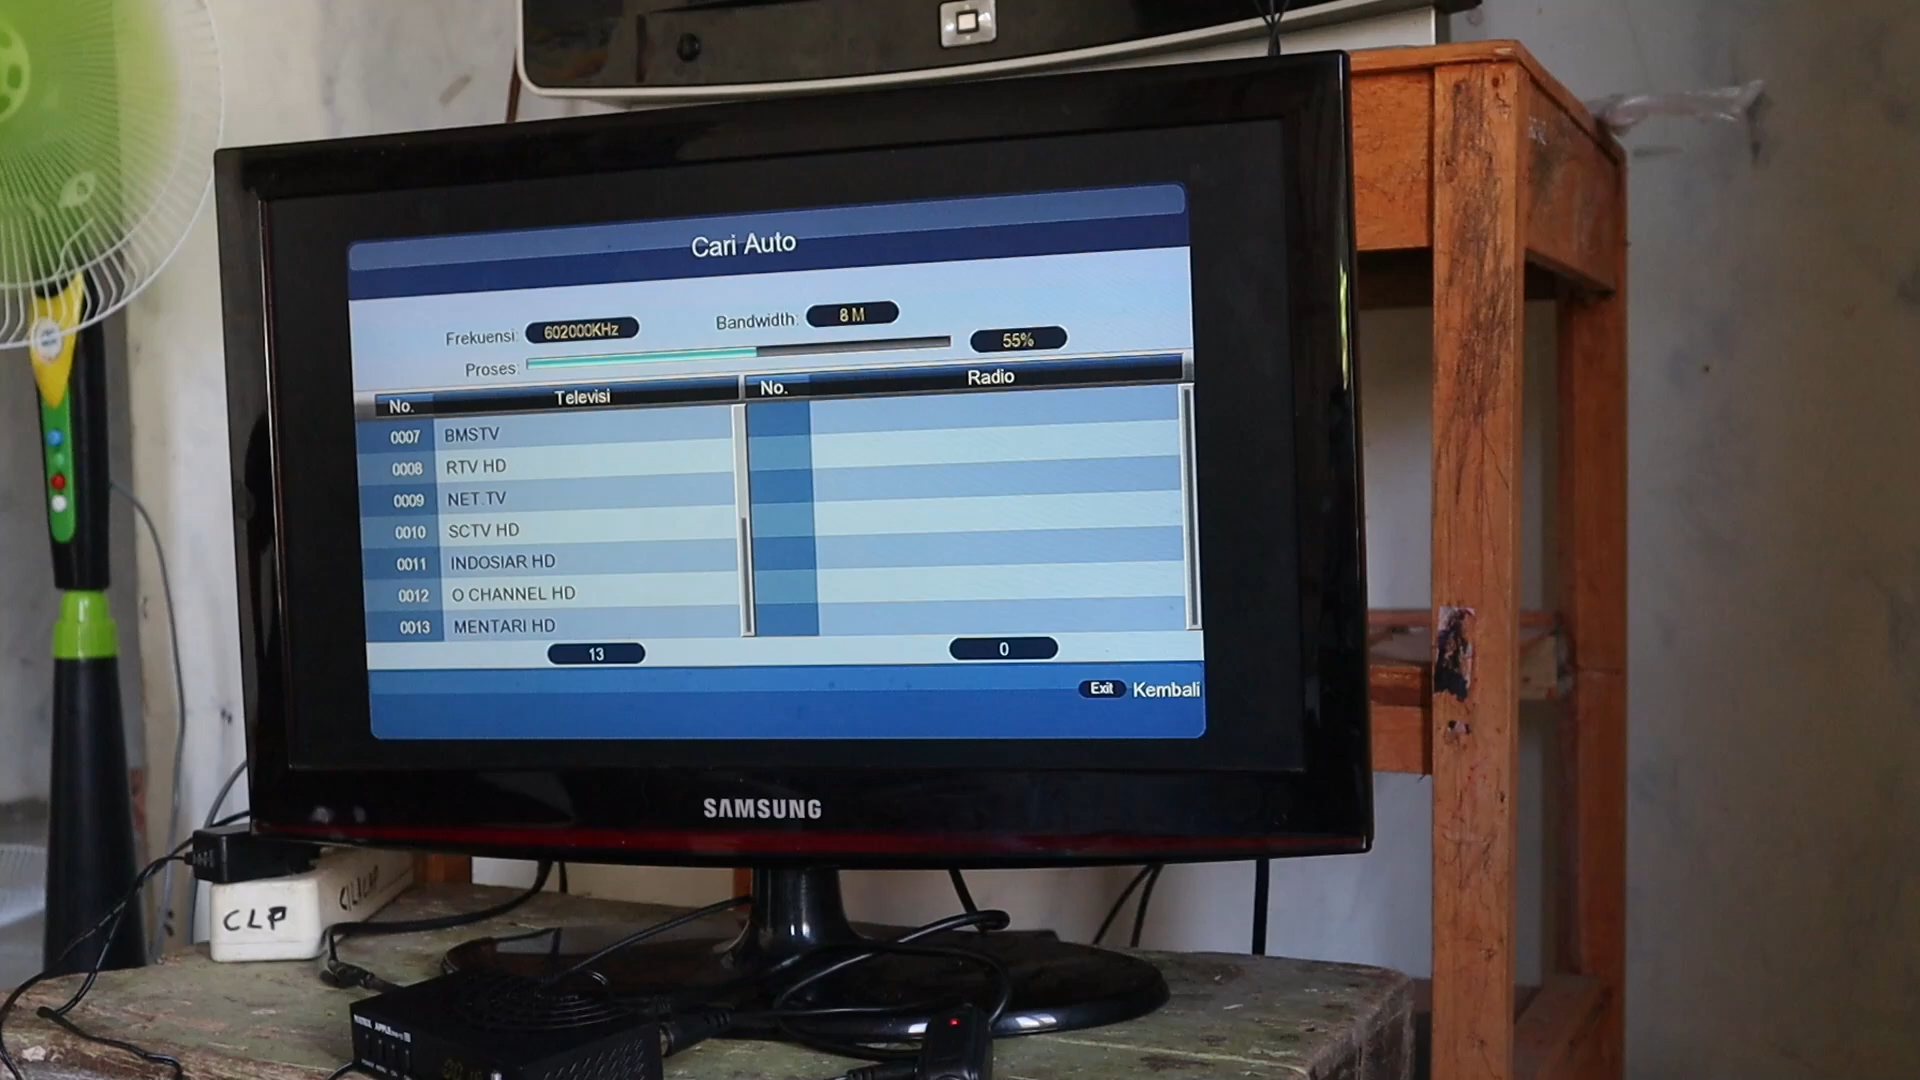 Cari Auto
Frekuensi: 602000KHz Bandwidth: 8 M
Proses: 55%
No. Televisi No. Radio
0007 BMSTV
0008 RTV HD
0009 NET.TV
0010 SCTV HD
0011 INDOSIAR HD
0012 O CHANNEL HD
0013 MENTARI HD
13 0
Exit Kembali
SAMSUNG
CLP
MATRIX APPLE